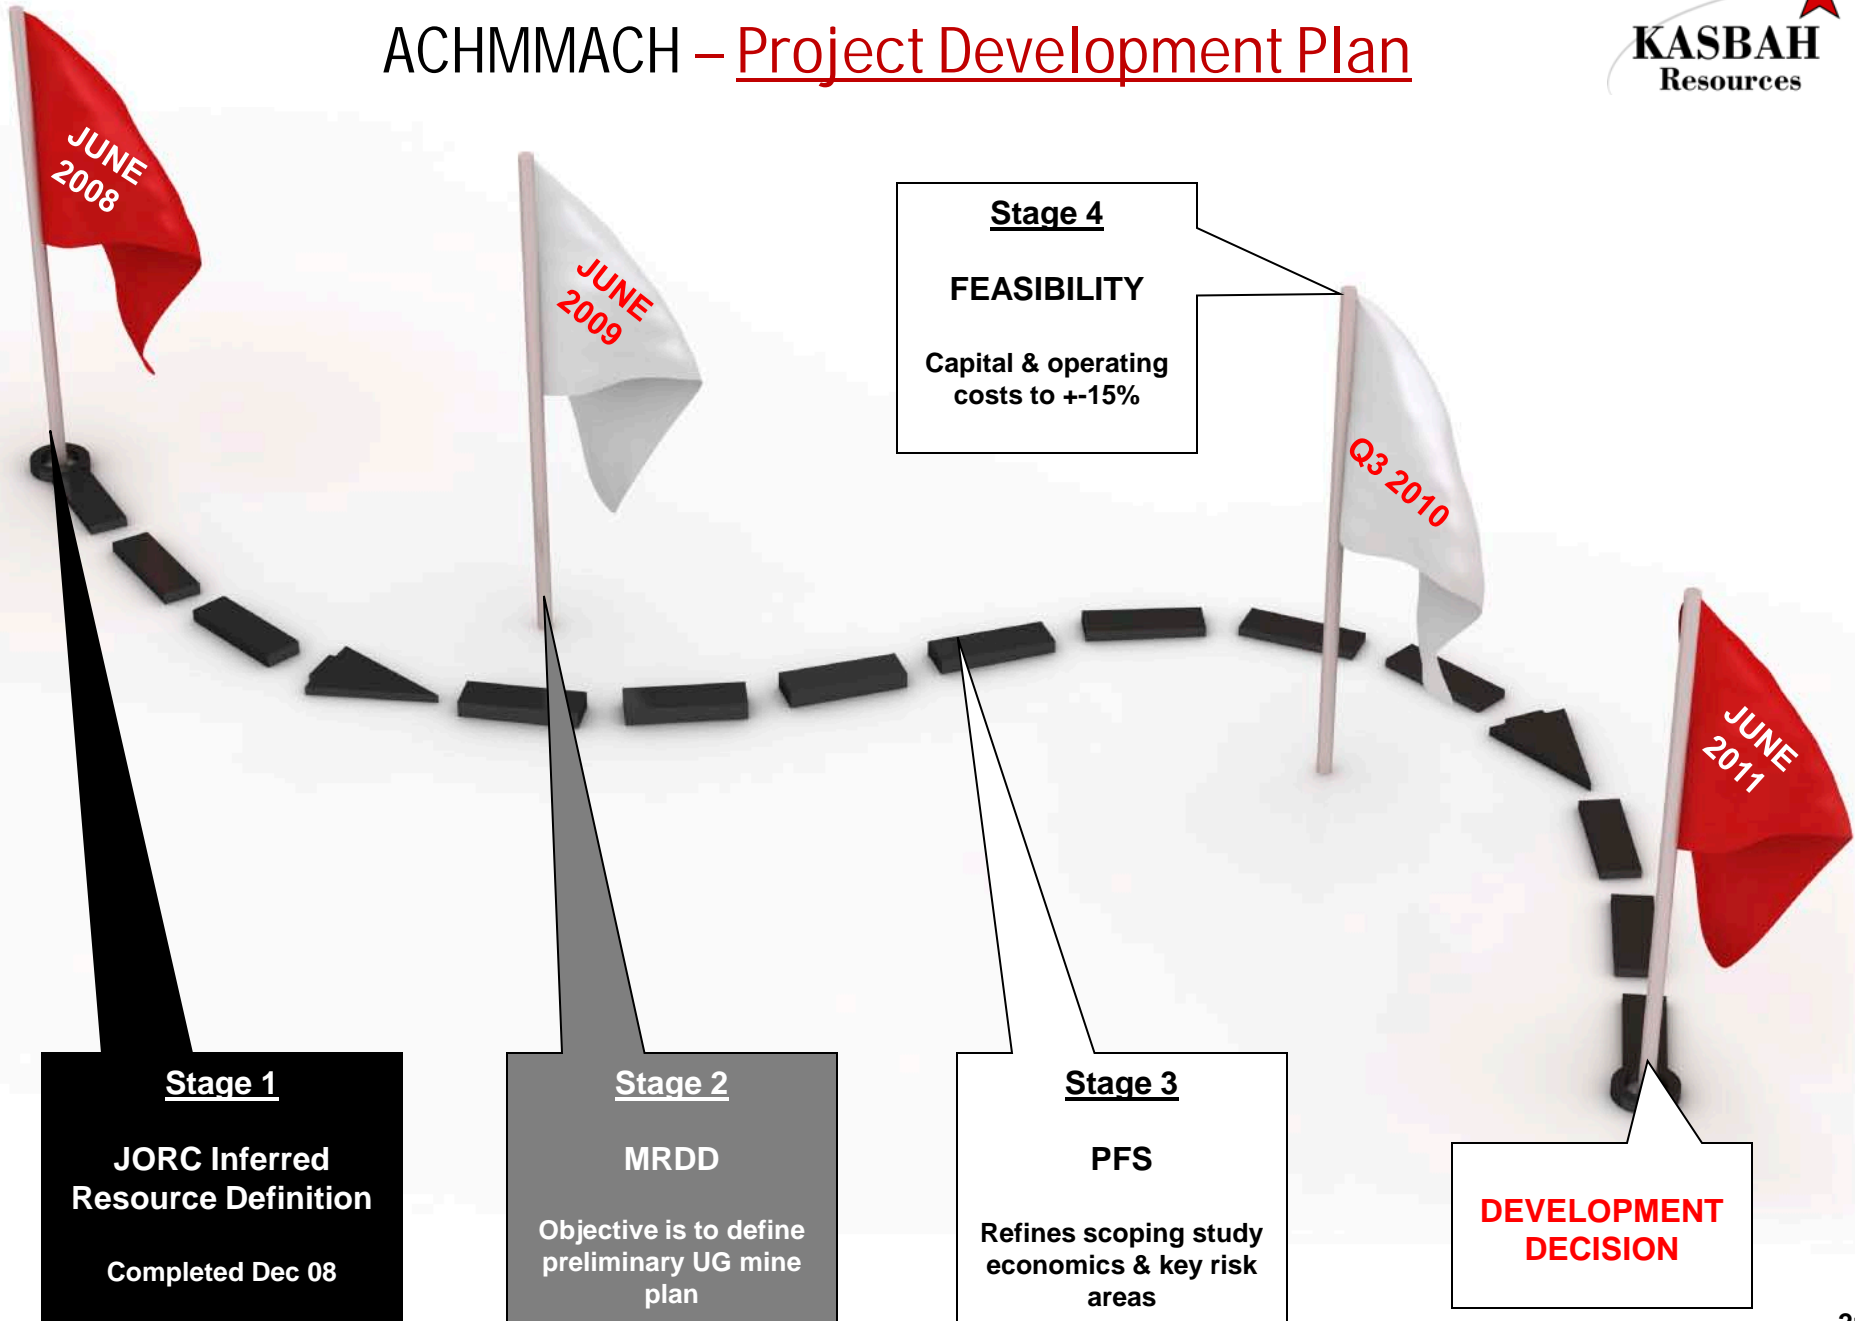 ACHMMACH – Project Development Plan
KASBAH
Resources
JUNE
2008
JUNE
2009
Stage 4
FEASIBILITY
Capital & operating
costs to +-15%
Q3 2010
JUNE
2011
Stage 1
JORC Inferred
Resource Definition
Completed Dec 08
Stage 2
MRDD
Objective is to define
preliminary UG mine
plan
Stage 3
PFS
Refines scoping study
economics & key risk
areas
DEVELOPMENT
DECISION